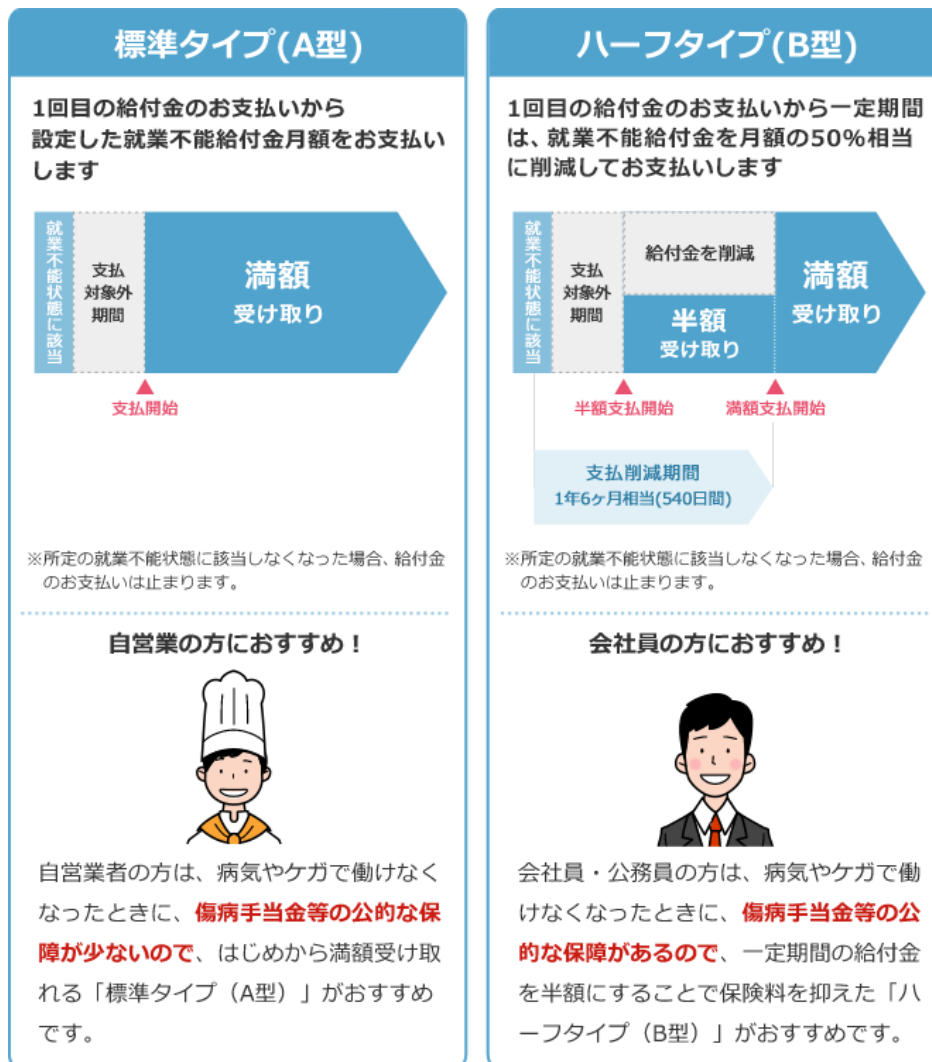 標準タイプ(A型)
1回目の給付金のお支払いから
設定した就業不能給付金月額をお支払い
します
就業不能状態に該当
支払
対象外
期間
満額
受け取り
支払開始
※所定の就業不能状態に該当しなくなった場合、給付金
のお支払いは止まります。
自営業の方におすすめ！
自営業者の方は、病気やケガで働けなく
なったときに、傷病手当金等の公的な保
障が少ないので、はじめから満額受け取
れる「標準タイプ（A型）」がおすすめ
です。
ハーフタイプ(B型)
1回目の給付金のお支払いから一定期間
は、就業不能給付金を月額の50%相当
に削減してお支払いします
就業不能状態に該当
支払
対象外
期間
給付金を削減
半額
受け取り
満額
受け取り
半額支払開始
満額支払開始
支払削減期間
1年6ヶ月相当(540日間)
※所定の就業不能状態に該当しなくなった場合、給付金
のお支払いは止まります。
会社員の方におすすめ！
会社員・公務員の方は、病気やケガで働
けなくなったときに、傷病手当金等の公
的な保障があるので、一定期間の給付金
を半額にすることで保険料を抑えた「ハ
ーフタイプ（B型）」がおすすめです。